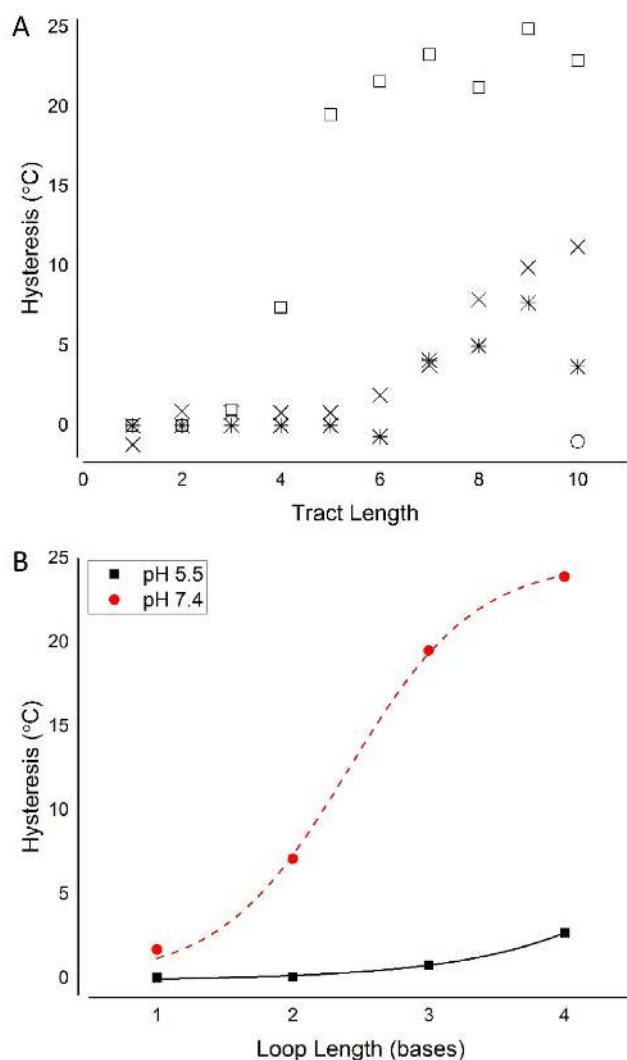 A
25
20
15
10
5
0
Hysteresis (°C)
0 2 4 6 8 10
Tract Length
B
pH 5.5
pH 7.4
25
20
15
10
5
0
Hysteresis (°C)
1 2 3 4
Loop Length (bases)